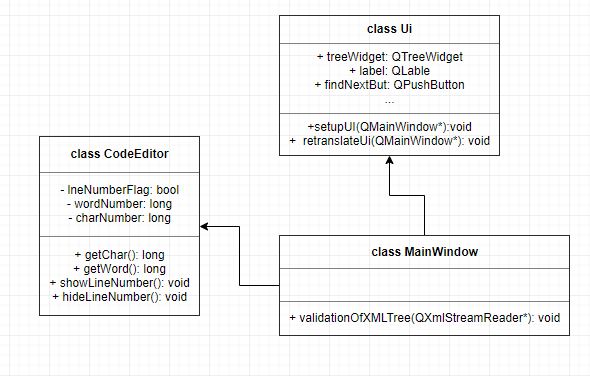 class Ui
+ treeWidget: QTreeWidget
+ label: QLable
+ findNextBut: QPushButton
...
+setupUI(QMainWindow*):void
+ retranslateUi(QMainWindow*): void
class CodeEditor
- lneNumberFlag: bool
- wordNumber: long
- charNumber: long
+ getChar(): long
+ getWord(): long
+ showLineNumber(): void
+ hideLineNumber(): void
class MainWindow
+ validationOfXMLTree(QXmlStreamReader*): void